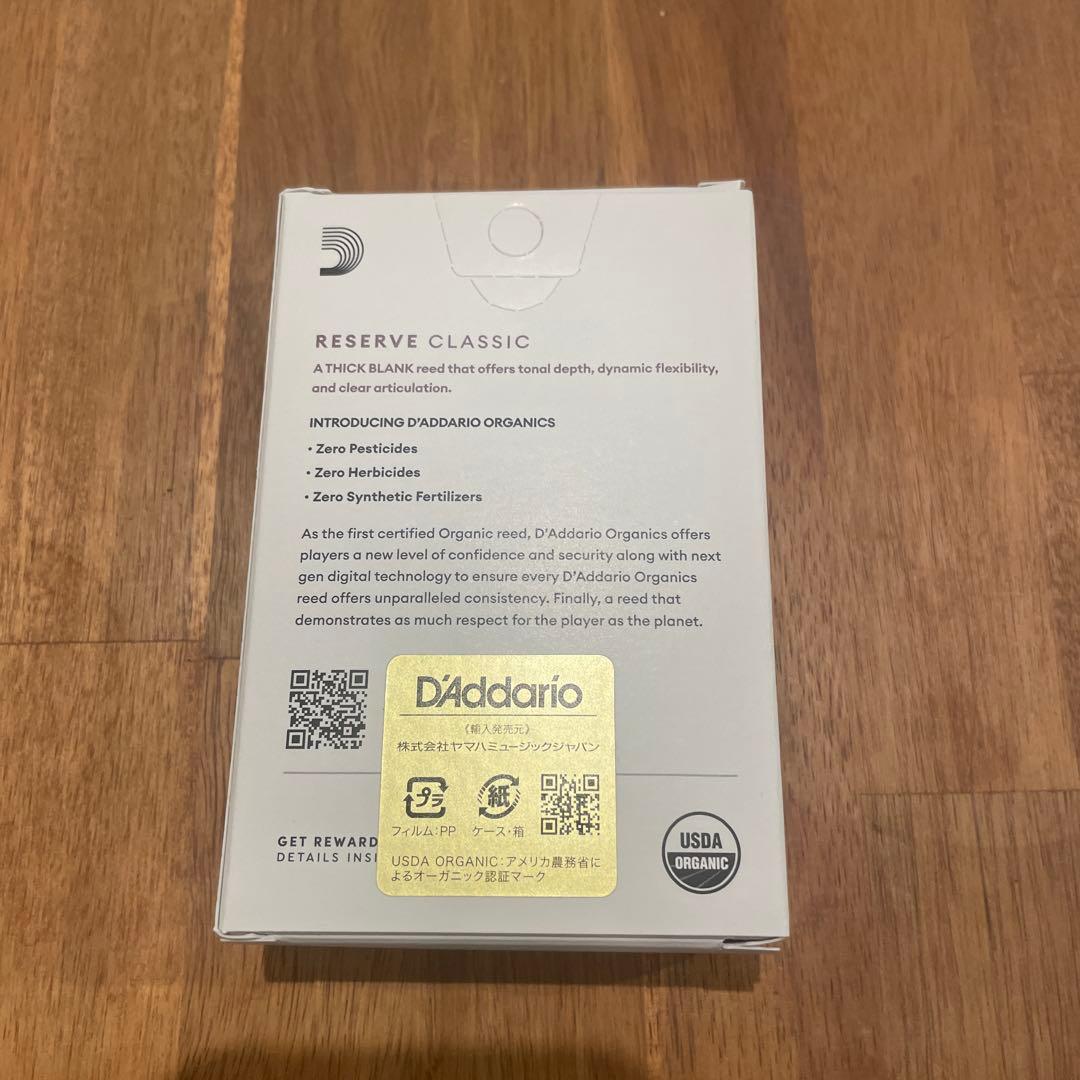 RESERVE CLASSIC
A THICK BLANK reed that offers tonal depth, dynamic flexibility,
and clear articulation.
INTRODUCING D'ADDARIO ORGANICS
• Zero Pesticides
• Zero Herbicides
• Zero Synthetic Fertilizers
As the first certified Organic reed, D'Addario Organics offers
players a new level of confidence and security along with next
gen digital technology to ensure every D'Addario Organics
reed offers unparalleled consistency. Finally, a reed that
demonstrates as much respect for the player as the planet.
D'Addario
《輸入発売元》
株式会社ヤマハミュージックジャパン
プラ 紙
フィルム:PP ケース・箱
USDA ORGANIC:アメリカ農務省に
よるオーガニック認証マーク
GET REWARD
DETAILS INSI
USDA
ORGANIC